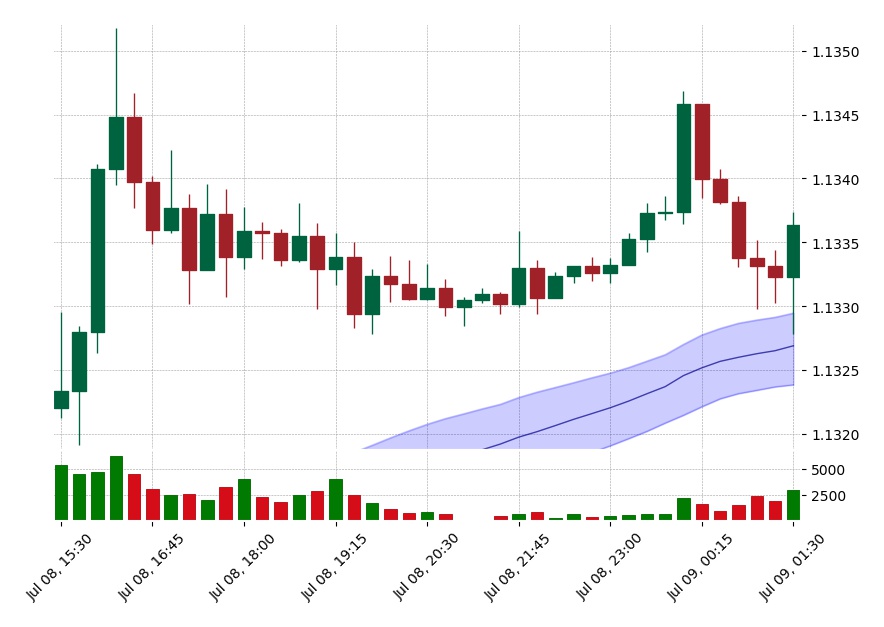 1.1350
1.1345
1.1340
1.1335
1.1330
1.1325
1.1320
5000
2500
Jul 08, 15:30
Jul 08, 16:45
Jul 08, 18:00
Jul 08, 19:15
Jul 08, 20:30
Jul 08, 21:45
Jul 08, 23:00
Jul 09, 00:15
Jul 09, 01:30